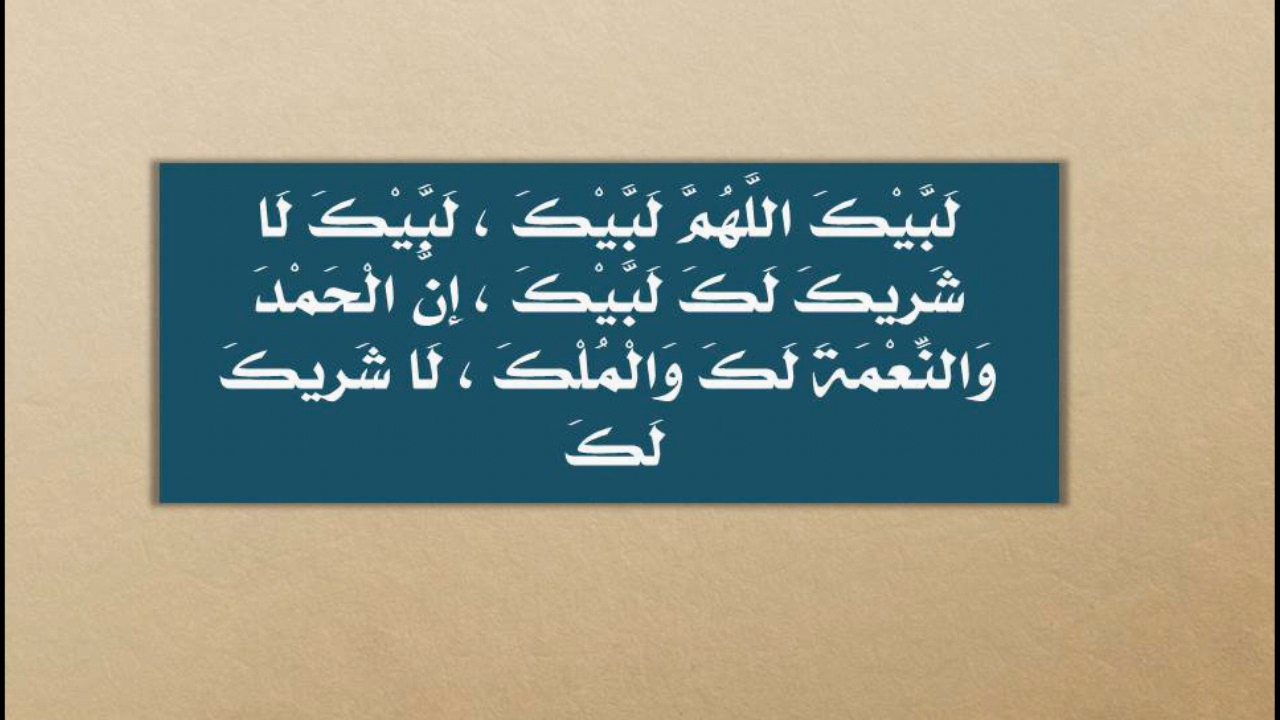 لَبَّيْكَ اللَّهُمَّ لَبَّيْكَ ، لَبَّيْكَ لَا
شَرِيكَ لَكَ لَبَّيْكَ ، إِنَّ الْحَمْدَ
وَالنِّعْمَةَ لَكَ وَالْمُلْكَ ، لَا شَرِيكَ
لَكَ